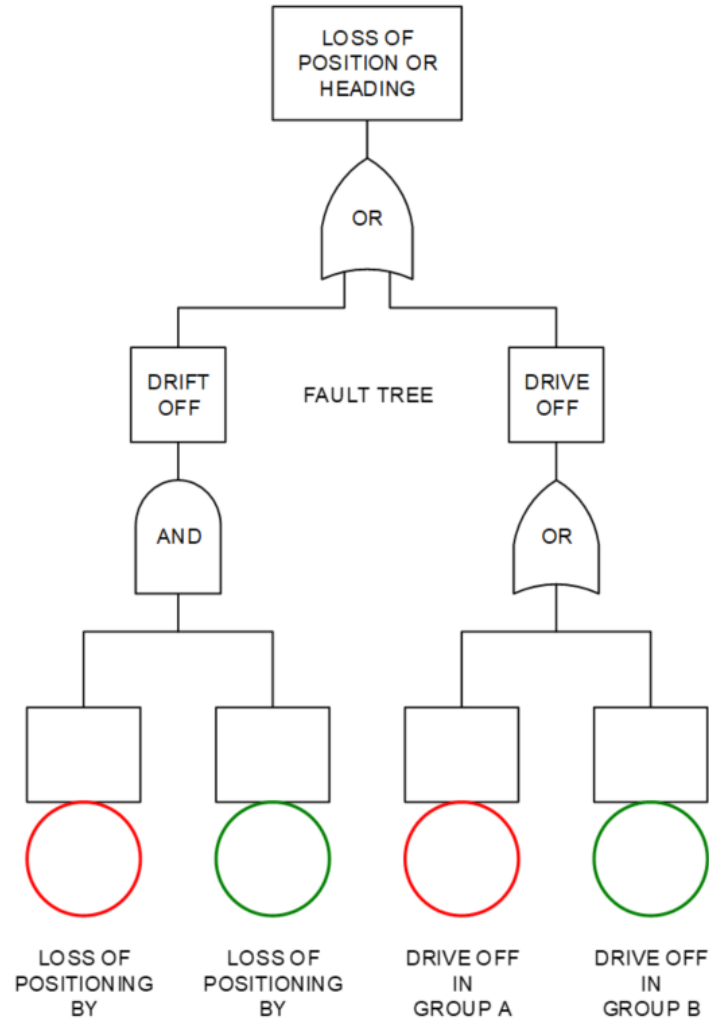 LOSS OF
POSITION OR
HEADING
OR
DRIFT
OFF
FAULT TREE
DRIVE
OFF
AND
OR
LOSS OF
POSITIONING
BY
LOSS OF
POSITIONING
BY
DRIVE OFF
IN
GROUP A
DRIVE OFF
IN
GROUP B